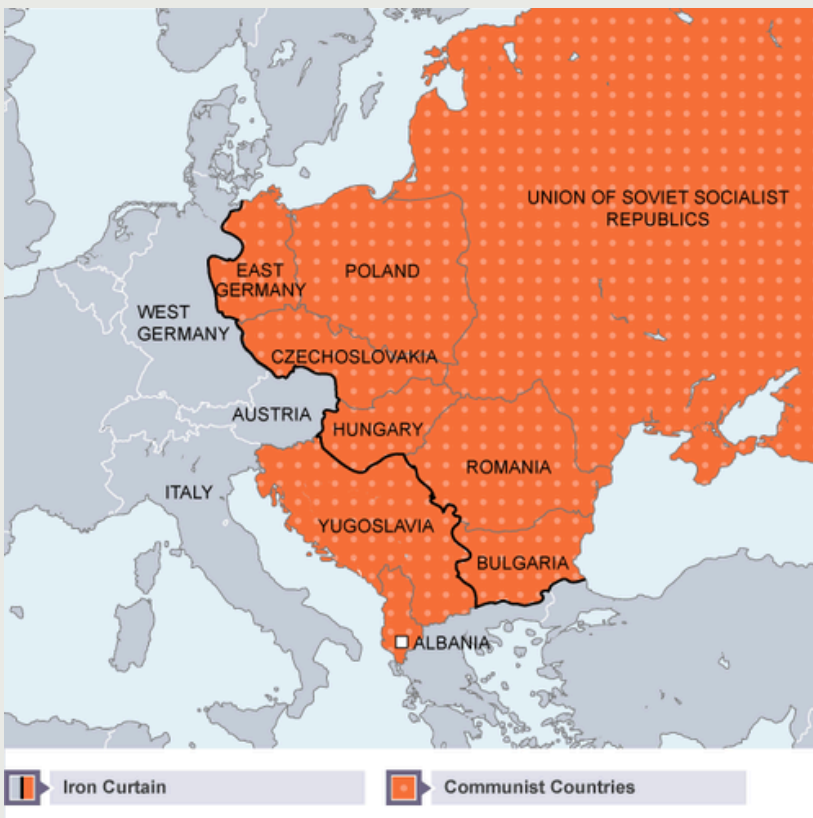 UNION OF SOVIET SOCIALIST
REPUBLICS
EAST
GERMANY
POLAND
WEST
GERMANY
CZECHOSLOVAKIA
AUSTRIA
HUNGARY
ROMANIA
ITALY
YUGOSLAVIA
BULGARIA
ALBANIA
Iron Curtain
Communist Countries